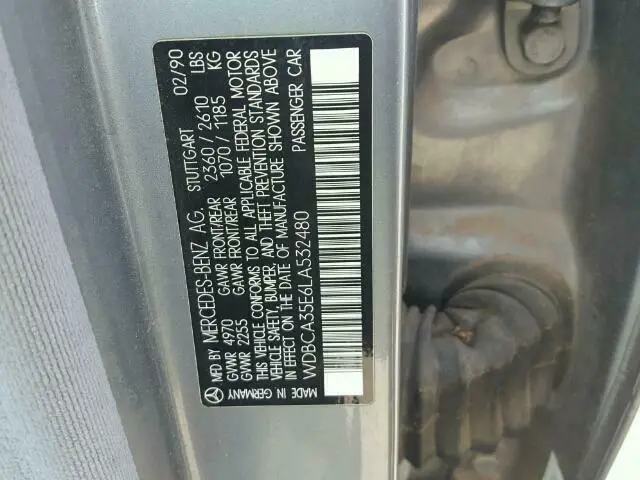 MFD BY MERCEDES-BENZ AG. STUTTGART 02/90
GVWR 4970 GAWR FRONT/REAR 2360 / 2610 LBS
GVWR 2255 GAWR FRONT/REAR 1070 / 1185 KG
THIS VEHICLE CONFORMS TO ALL APPLICABLE FEDERAL MOTOR
VEHICLE SAFETY, BUMPER, AND THEFT PREVENTION STANDARDS
IN EFFECT ON THE DATE OF MANUFACTURE SHOWN ABOVE
WDBCA35E6LA532480 PASSENGER CAR
MADE IN GERMANY